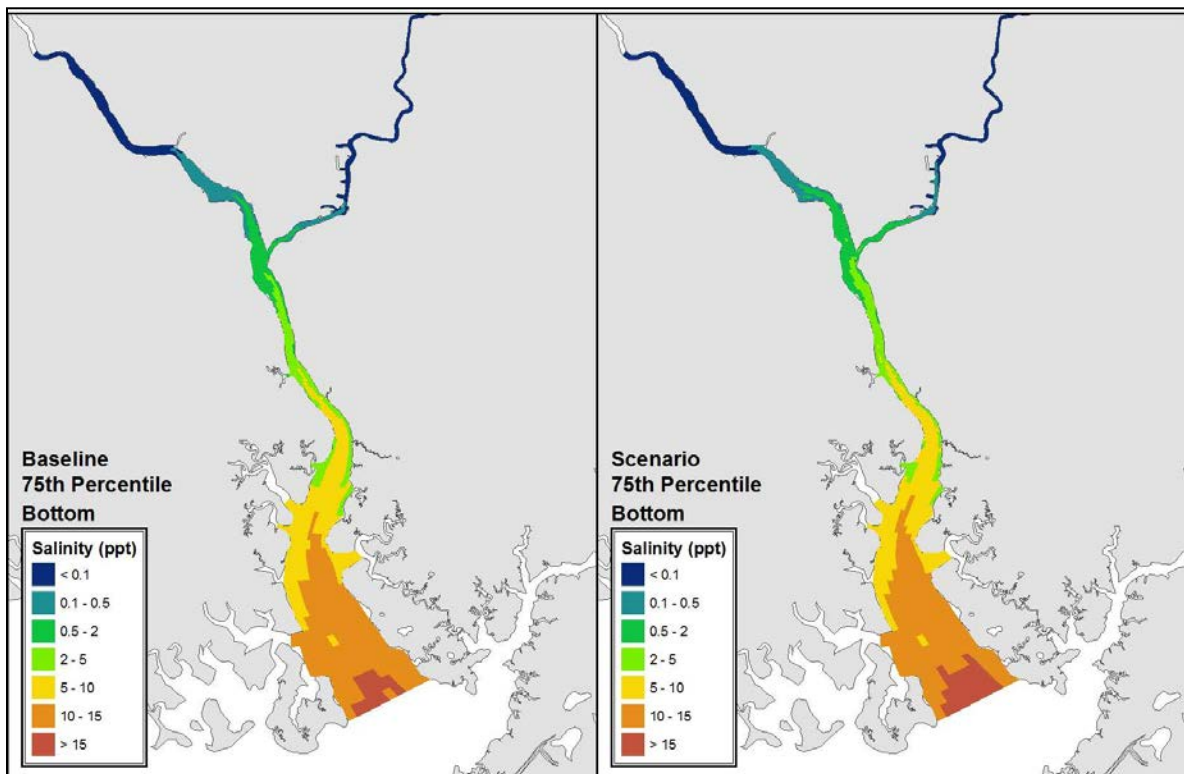 Baseline
75th Percentile
Bottom
Salinity (ppt)
< 0.1
0.1 - 0.5
0.5 - 2
2 - 5
5 - 10
10 - 15
> 15
Scenario
75th Percentile
Bottom
Salinity (ppt)
< 0.1
0.1 - 0.5
0.5 - 2
2 - 5
5 - 10
10 - 15
> 15